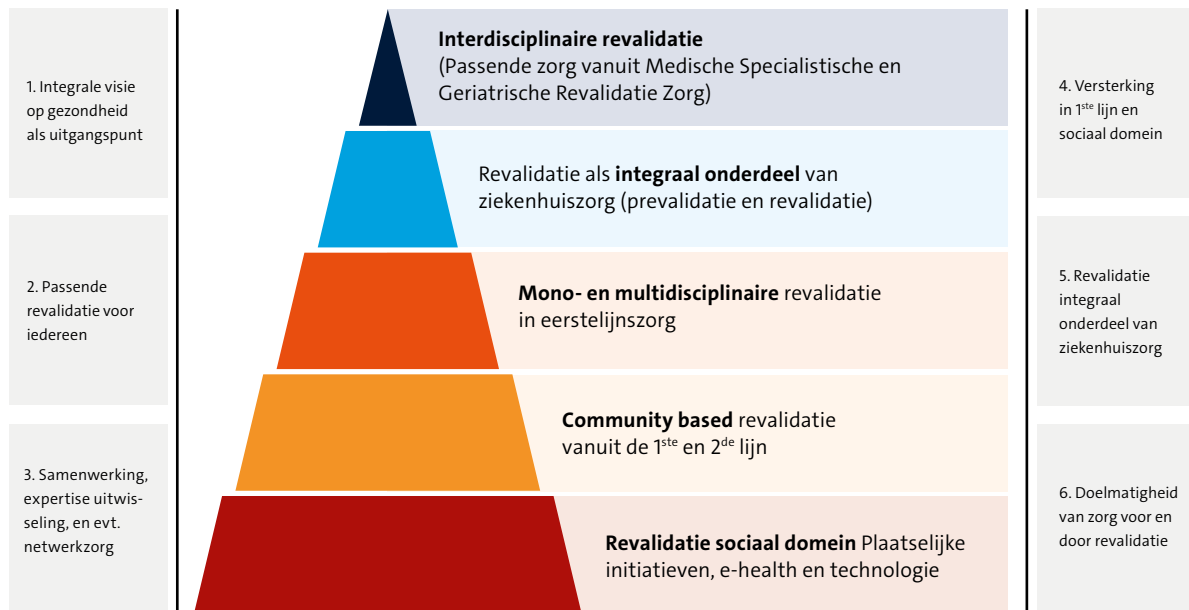 1. Integrale visie
op gezondheid
als uitgangspunt
2. Passende
revalidatie voor
iedereen
3. Samenwerking,
expertise uitwis-
seling, en evt.
netwerkzorg
Interdisciplinaire revalidatie
(Passende zorg vanuit Medische Specialistische en
Geriatrische Revalidatie Zorg)
Revalidatie als integraal onderdeel van
ziekenhuiszorg (prevalidatie en revalidatie)
Mono- en multidisciplinaire revalidatie
in eerstelijnszorg
Community based revalidatie
vanuit de 1ste en 2de lijn
Revalidatie sociaal domein Plaatselijke
initiatieven, e-health en technologie
4. Versterking
in 1ste lijn en
sociaal domein
5. Revalidatie
integraal
onderdeel van
ziekenhuiszorg
6. Doelmatigheid
van zorg voor en
door revalidatie